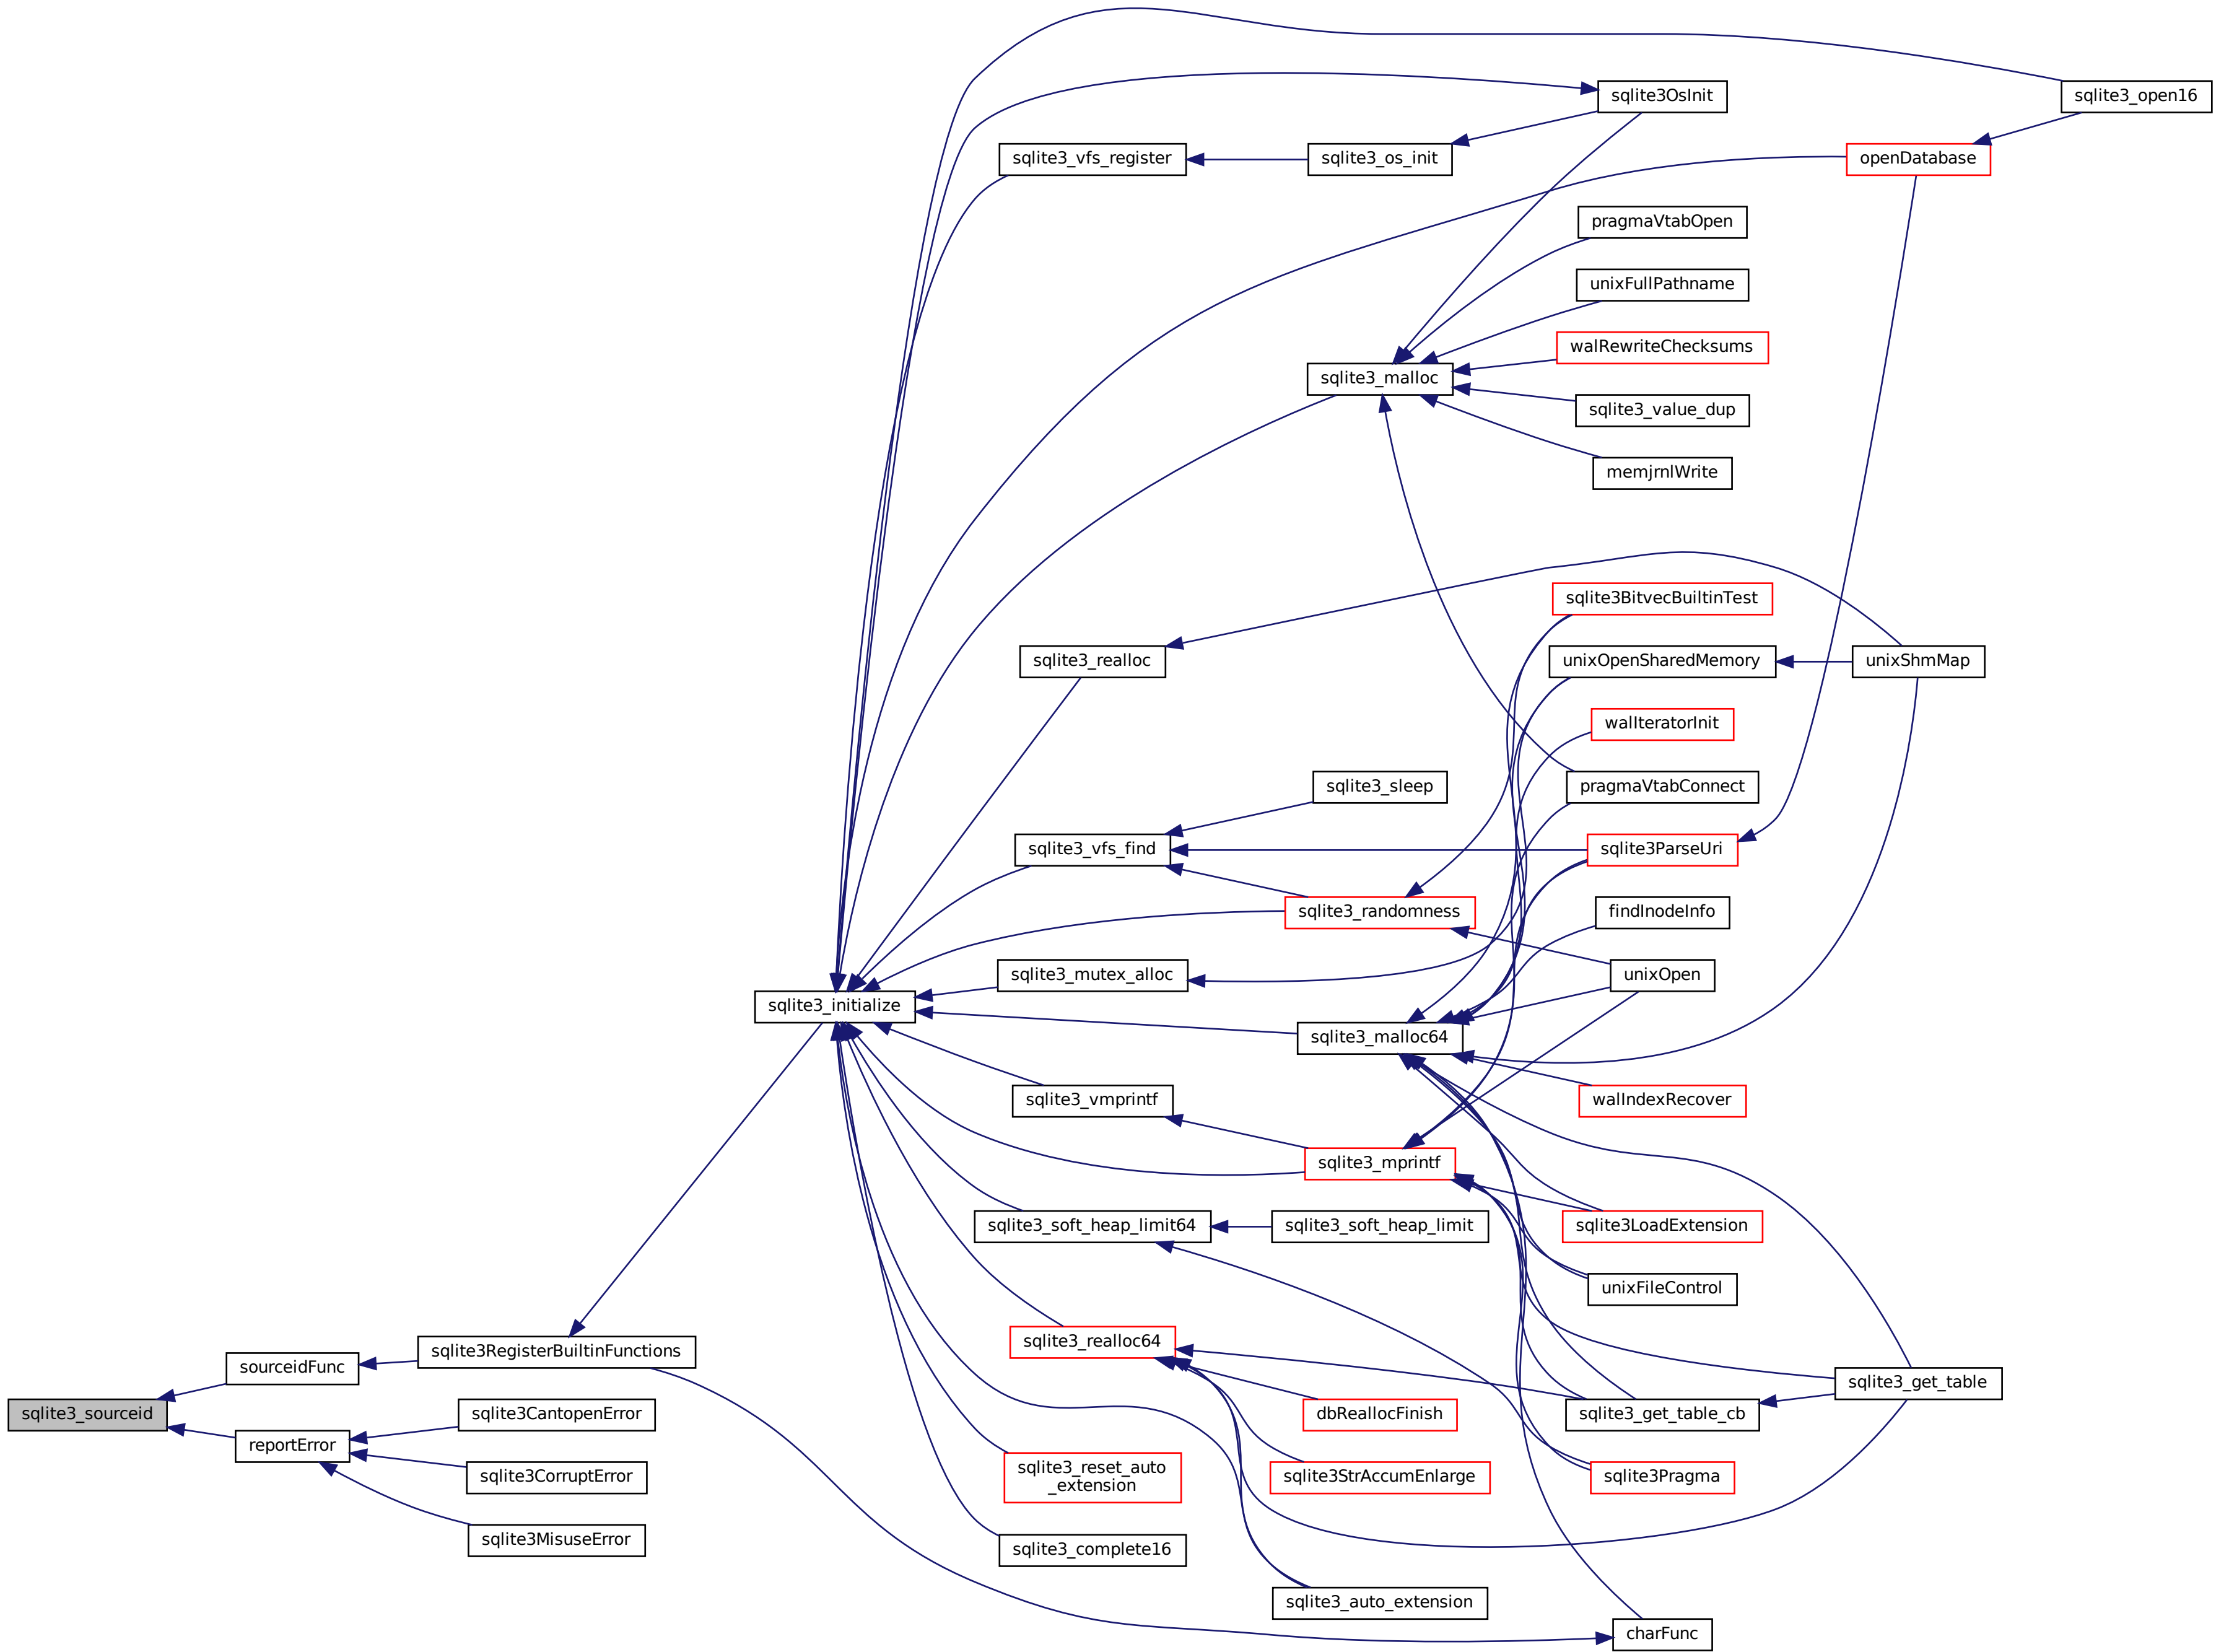 sqlite3_open16
sqlite3OsInit
sqlite3_vfs_register
sqlite3_os_init
openDatabase
pragmaVtabOpen
unixFullPathname
walRewriteChecksums
sqlite3_malloc
sqlite3_value_dup
memjrnlWrite
sqlite3BitvecBuiltinTest
sqlite3_realloc
unixOpenSharedMemory
unixShmMap
walIteratorInit
sqlite3_sleep
pragmaVtabConnect
sqlite3_vfs_find
sqlite3ParseUri
sqlite3_randomness
findInodeInfo
sqlite3_mutex_alloc
unixOpen
sqlite3_initialize
sqlite3_malloc64
sqlite3_vmprintf
walIndexRecover
sqlite3_mprintf
sqlite3_soft_heap_limit64
sqlite3_soft_heap_limit
sqlite3LoadExtension
unixFileControl
sqlite3_realloc64
sqlite3RegisterBuiltinFunctions
sourceidFunc
sqlite3_get_table
sqlite3_sourceid
sqlite3CantopenError
dbReallocFinish
sqlite3_get_table_cb
reportError
sqlite3CorruptError
sqlite3_reset_auto
_extension
sqlite3StrAccumEnlarge
sqlite3Pragma
sqlite3MisuseError
sqlite3_complete16
sqlite3_auto_extension
charFunc